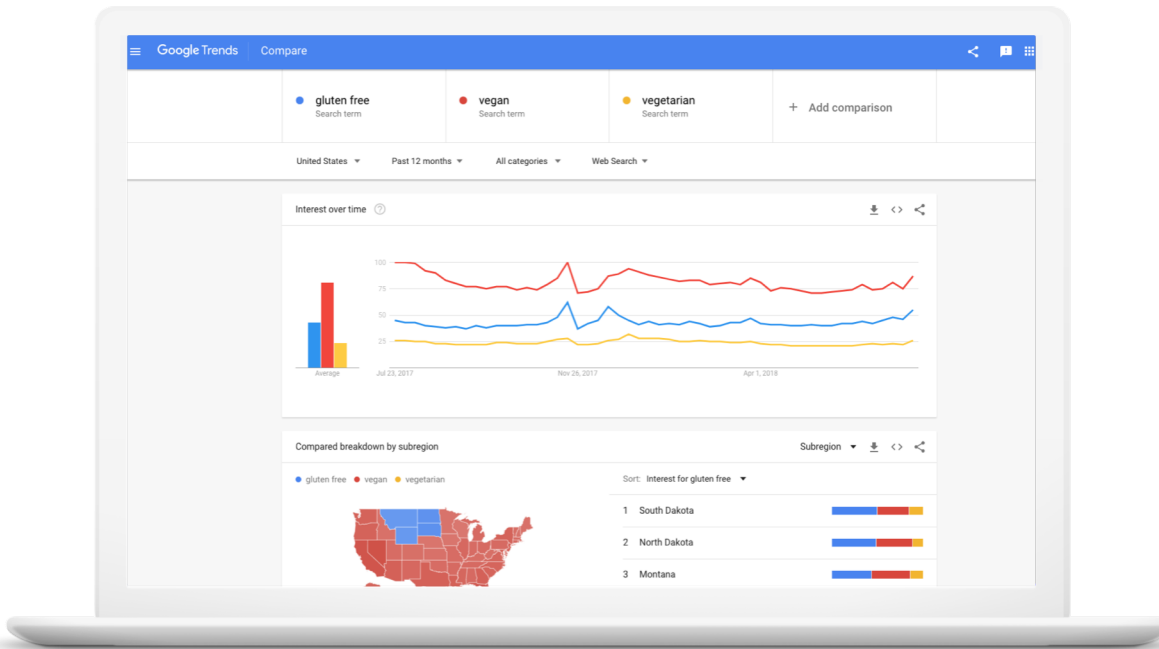 Google Trends Compare
gluten free
Search term
vegan
Search term
vegetarian
Search term
+ Add comparison
United States Past 12 months All categories Web Search
Interest over time ?
100
75
50
25
Average
Jul 23, 2017 Nov 26, 2017 Apr 1, 2018
Compared breakdown by subregion
Subregion
gluten free vegan vegetarian
Sort: Interest for gluten free
1 South Dakota
2 North Dakota
3 Montana